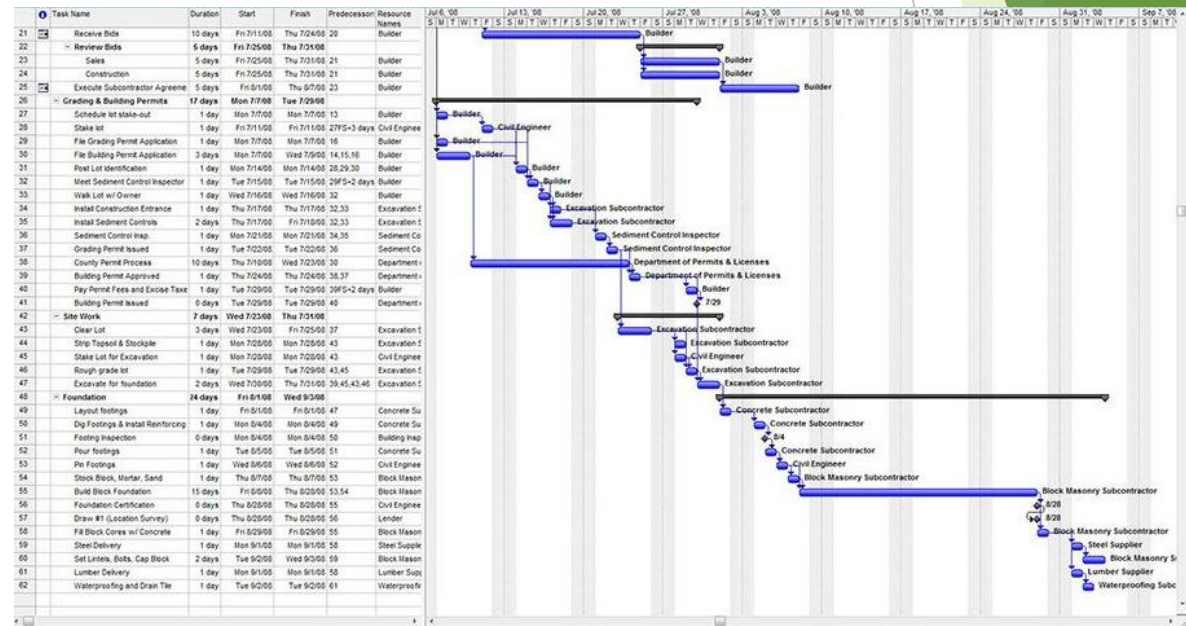 Task Name Duration Start Finish Predecessors Resource Names
Jul 6, '08 Jul 13, '08 Jul 20, '08 Jul 27, '08 Aug 3, '08 Aug 10, '08 Aug 17, '08 Aug 24, '08 Aug 31, '08 Sep 7, '08
21 Receive Bids 10 days Fri 7/11/08 Thu 7/24/08 20 Builder
22 Review Bids 5 days Fri 7/25/08 Thu 7/31/08
23 Sales 5 days Fri 7/25/08 Thu 7/31/08 21 Builder
24 Construction 5 days Fri 7/25/08 Thu 7/31/08 21 Builder
25 Execute Subcontractor Agreeme 5 days Fri 8/1/08 Thu 8/7/08 23 Builder
26 Grading & Building Permits 17 days Mon 7/7/08 Tue 7/29/08
27 Schedule lot stake-out 1 day Mon 7/7/08 Mon 7/7/08 13 Builder
28 Stake lot 1 day Fri 7/11/08 Fri 7/11/08 27FS+3 days Civil Enginee Civil Engineer
29 File Grading Permit Application 1 day Mon 7/7/08 Mon 7/7/08 16 Builder
30 File Building Permit Application 3 days Mon 7/7/08 Wed 7/9/08 14,15,16 Builder
31 Post Lot Identification 1 day Mon 7/14/08 Mon 7/14/08 28,29,30 Builder
32 Meet Sediment Control Inspector 1 day Tue 7/15/08 Tue 7/15/08 29FS+2 days Builder
33 Walk Lot w/ Owner 1 day Wed 7/16/08 Wed 7/16/08 32 Builder
34 Install Construction Entrance 1 day Thu 7/17/08 Thu 7/17/08 32,33 Excavation S Excavation Subcontractor
35 Install Sediment Controls 2 days Thu 7/17/08 Fri 7/18/08 32,33 Excavation S Excavation Subcontractor
36 Sediment Control Insp. 1 day Mon 7/21/08 Mon 7/21/08 34,35 Sediment Co Sediment Control Inspector
37 Grading Permit Issued 1 day Tue 7/22/08 Tue 7/22/08 36 Sediment Co Sediment Control Inspector
38 County Permit Process 10 days Thu 7/10/08 Wed 7/23/08 30 Department Department of Permits & Licenses
39 Building Permit Approved 1 day Thu 7/24/08 Thu 7/24/08 38,37 Department Department of Permits & Licenses
40 Pay Permit Fees and Excise Taxe 1 day Tue 7/29/08 Tue 7/29/08 39FS+2 days Builder
41 Building Permit Issued 0 days Tue 7/29/08 Tue 7/29/08 40 Department 7/29
42 Site Work 7 days Wed 7/23/08 Thu 7/31/08
43 Clear Lot 3 days Wed 7/23/08 Fri 7/25/08 37 Excavation S Excavation Subcontractor
44 Strip Topsoil & Stockpile 1 day Mon 7/28/08 Mon 7/28/08 43 Excavation S Excavation Subcontractor
45 Stake Lot for Excavation 1 day Mon 7/28/08 Mon 7/28/08 43 Civil Enginee Civil Engineer
46 Rough grade lot 1 day Tue 7/29/08 Tue 7/29/08 43,45 Excavation S Excavation Subcontractor
47 Excavate for foundation 2 days Wed 7/30/08 Thu 7/31/08 39,45,43,46 Excavation S Excavation Subcontractor
48 Foundation 24 days Fri 8/1/08 Wed 9/3/08
49 Layout footings 1 day Fri 8/1/08 Fri 8/1/08 47 Concrete Su Concrete Subcontractor
50 Dig Footings & Install Reinforcing 1 day Mon 8/4/08 Mon 8/4/08 49 Concrete Su Concrete Subcontractor
51 Footing Inspection 0 days Mon 8/4/08 Mon 8/4/08 50 Building Insp 8/4
52 Pour footings 1 day Tue 8/5/08 Tue 8/5/08 51 Concrete Su Concrete Subcontractor
53 Pin Footings 1 day Wed 8/6/08 Wed 8/6/08 52 Civil Enginee Civil Engineer
54 Stock Block, Mortar, Sand 1 day Thu 8/7/08 Thu 8/7/08 53 Block Mason Block Masonry Subcontractor
55 Build Block Foundation 15 days Fri 8/8/08 Thu 8/28/08 53,54 Block Mason Block Masonry Subcontractor
56 Foundation Certification 0 days Thu 8/28/08 Thu 8/28/08 55 Civil Enginee 8/28
57 Draw #1 (Location Survey) 0 days Thu 8/28/08 Thu 8/28/08 56 Lender 8/28
58 Fill Block Cores w/ Concrete 1 day Fri 8/29/08 Fri 8/29/08 55 Block Mason Block Masonry Subcontractor
59 Steel Delivery 1 day Mon 9/1/08 Mon 9/1/08 58 Steel Supplie Steel Supplier
60 Set Lintels, Bolts, Cap Block 2 days Tue 9/2/08 Wed 9/3/08 59 Block Mason Block Masonry S
61 Lumber Delivery 1 day Mon 9/1/08 Mon 9/1/08 58 Lumber Supp Lumber Supplier
62 Waterproofing and Drain Tile 1 day Tue 9/2/08 Tue 9/2/08 61 Waterproofin Waterproofing Subc